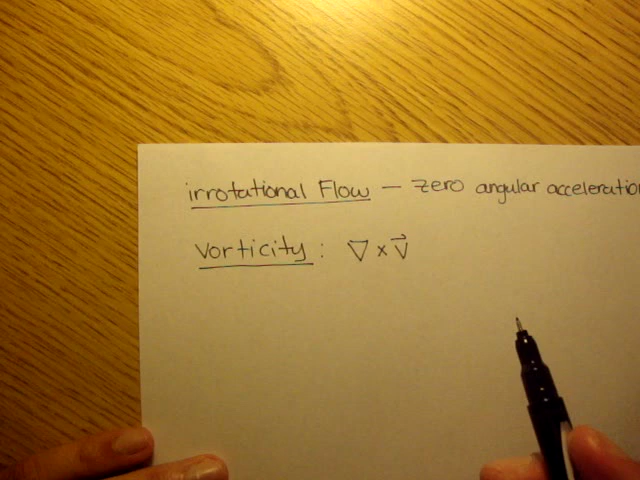 irrotational Flow — zero angular acceleration
vorticity : ∇ × v⃗